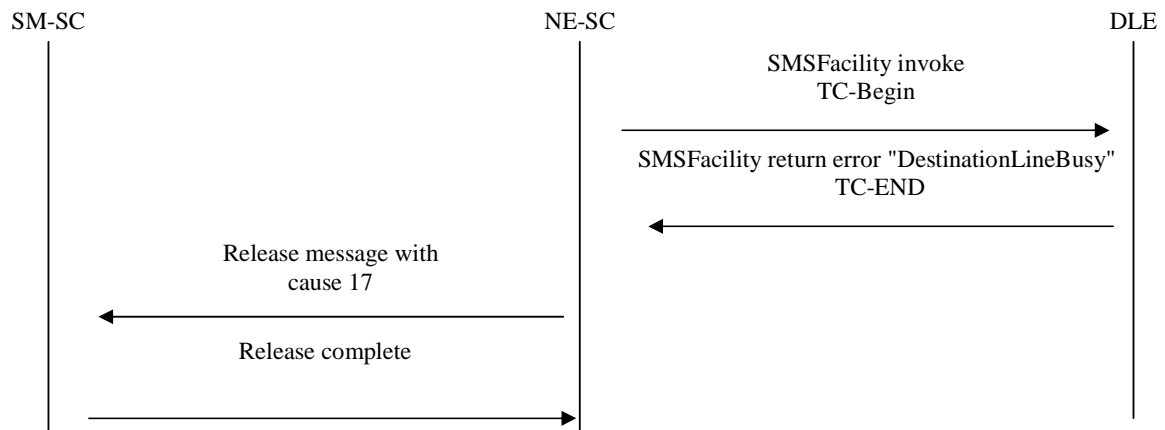 SM-SC
NE-SC
DLE
SMSFacility invoke
TC-Begin
SMSFacility return error "DestinationLineBusy"
TC-END
Release message with
cause 17
Release complete